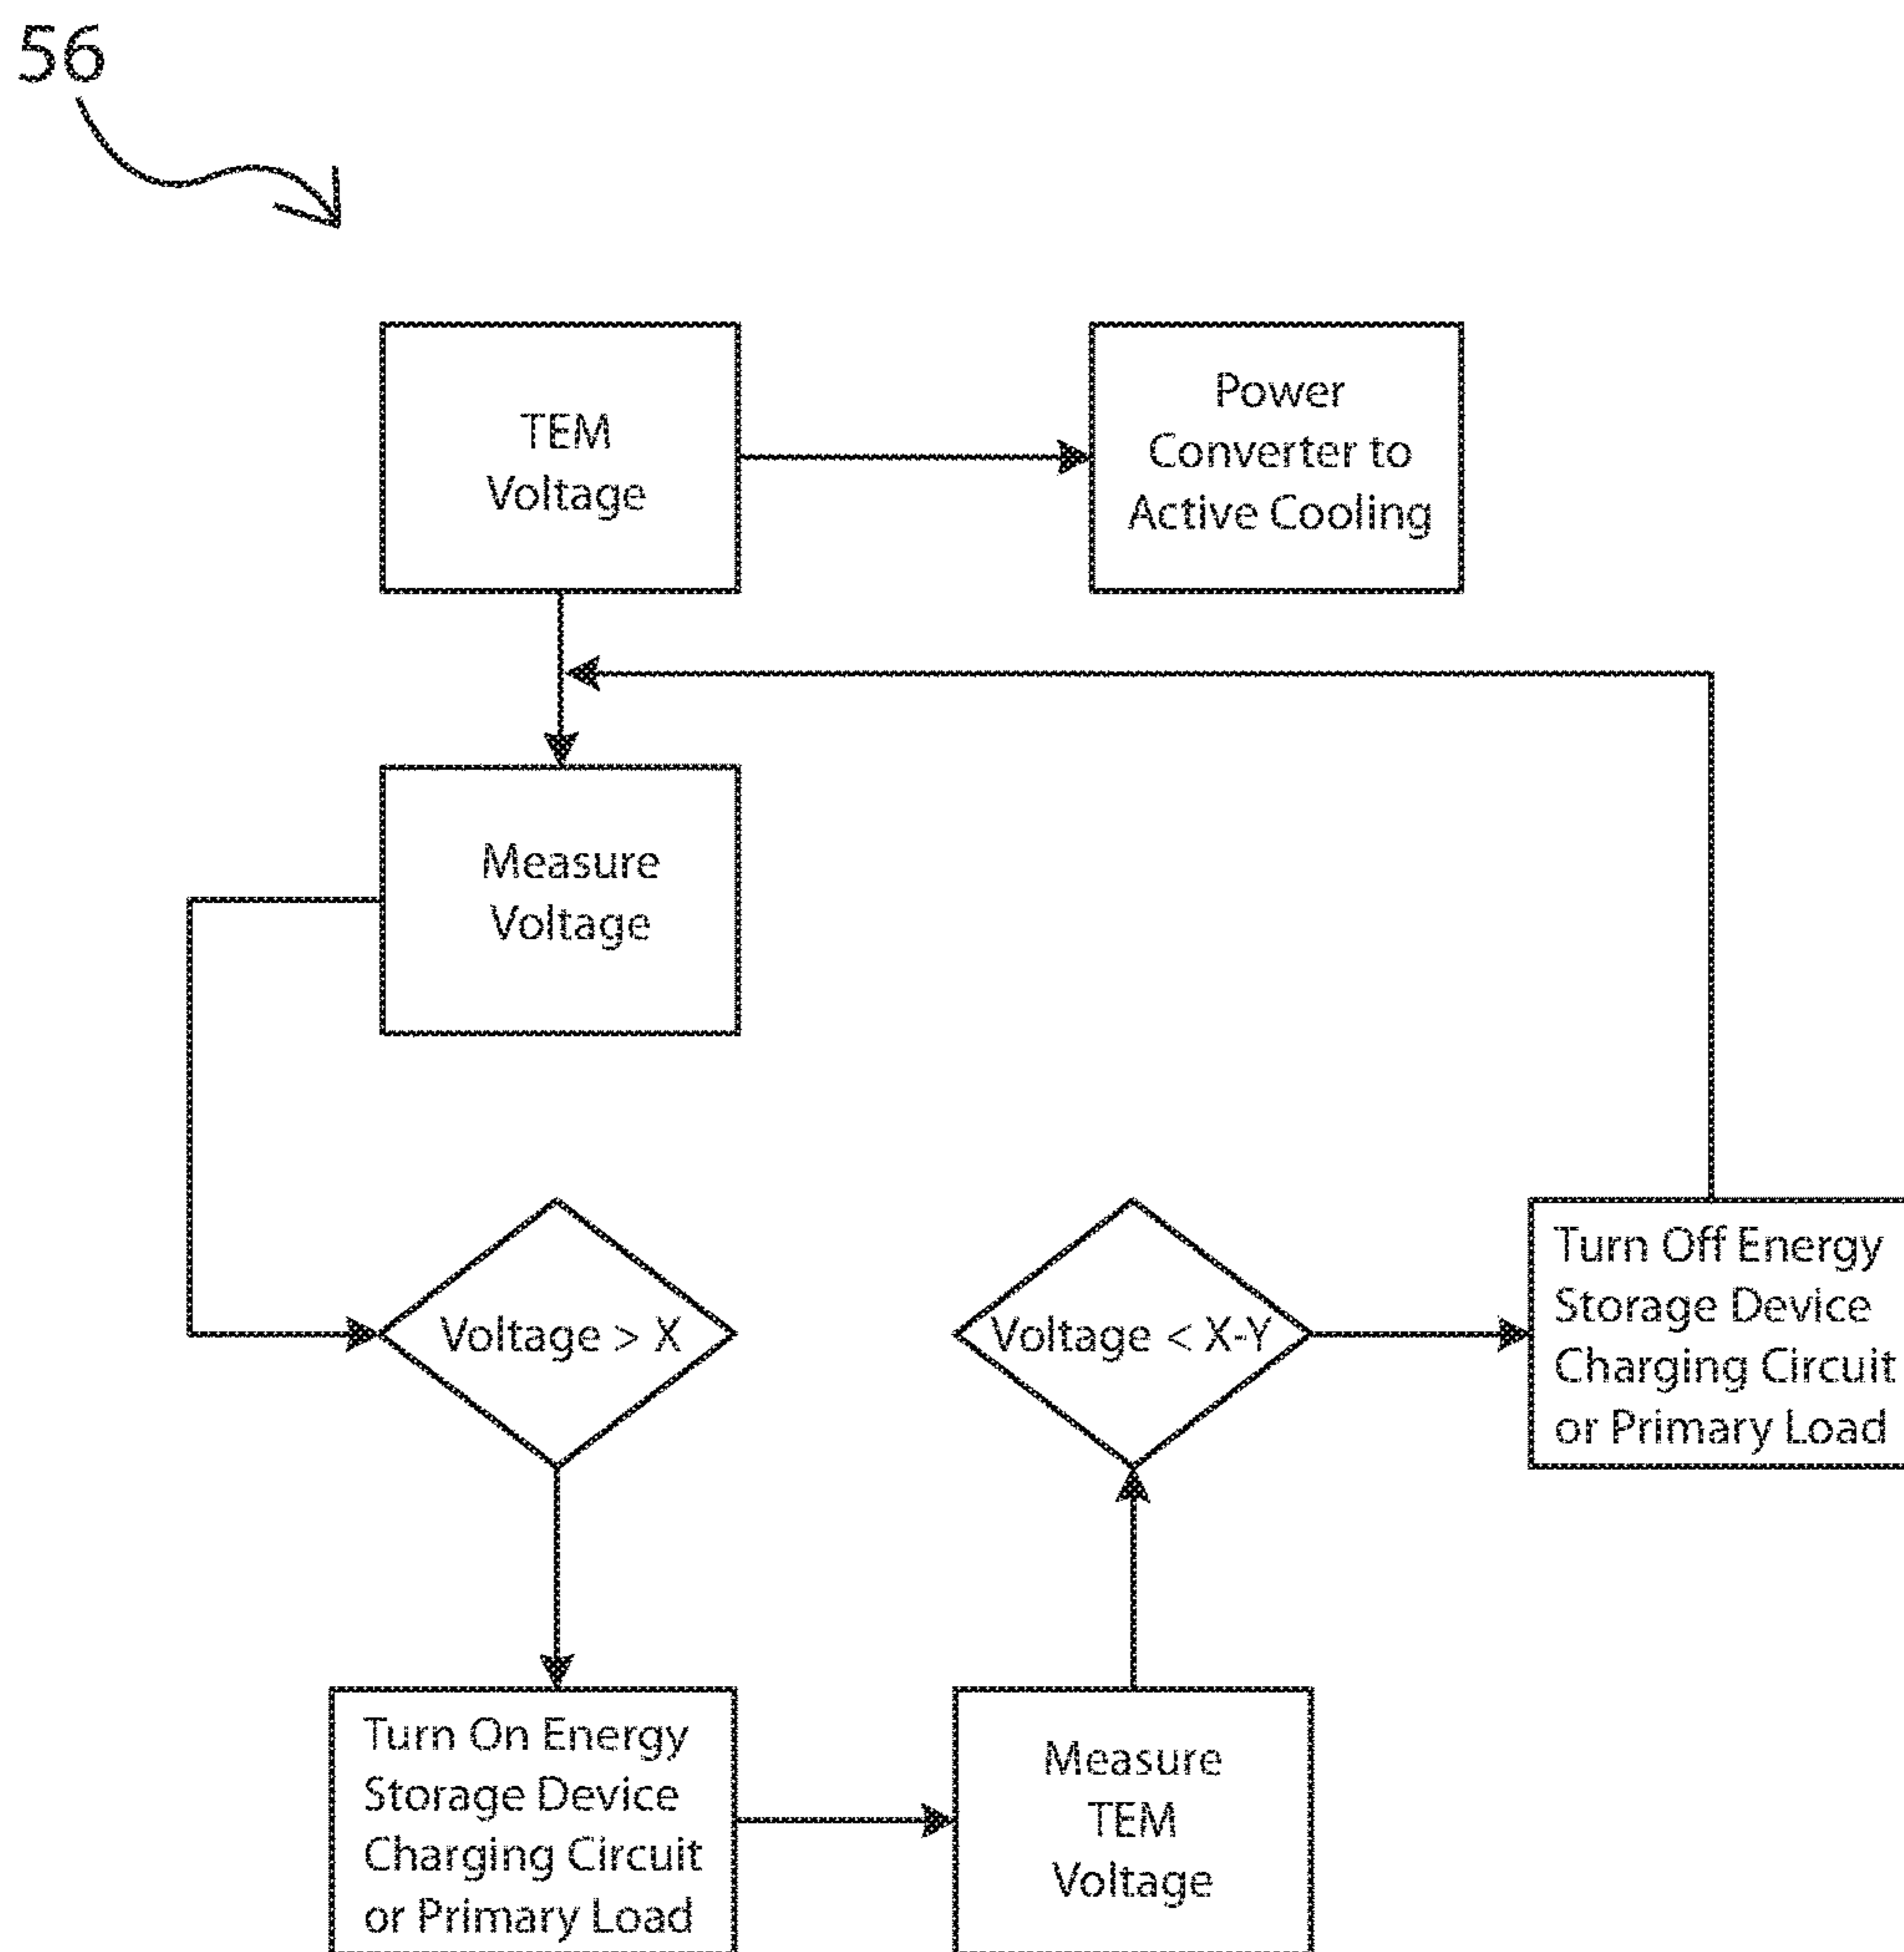 56
TEM
Voltage
Power
Converter to
Active Cooling
Measure
Voltage
Voltage > X
Voltage < X-Y
Turn Off Energy
Storage Device
Charging Circuit
or Primary Load
Turn On Energy
Storage Device
Charging Circuit
or Primary Load
Measure
TEM
Voltage